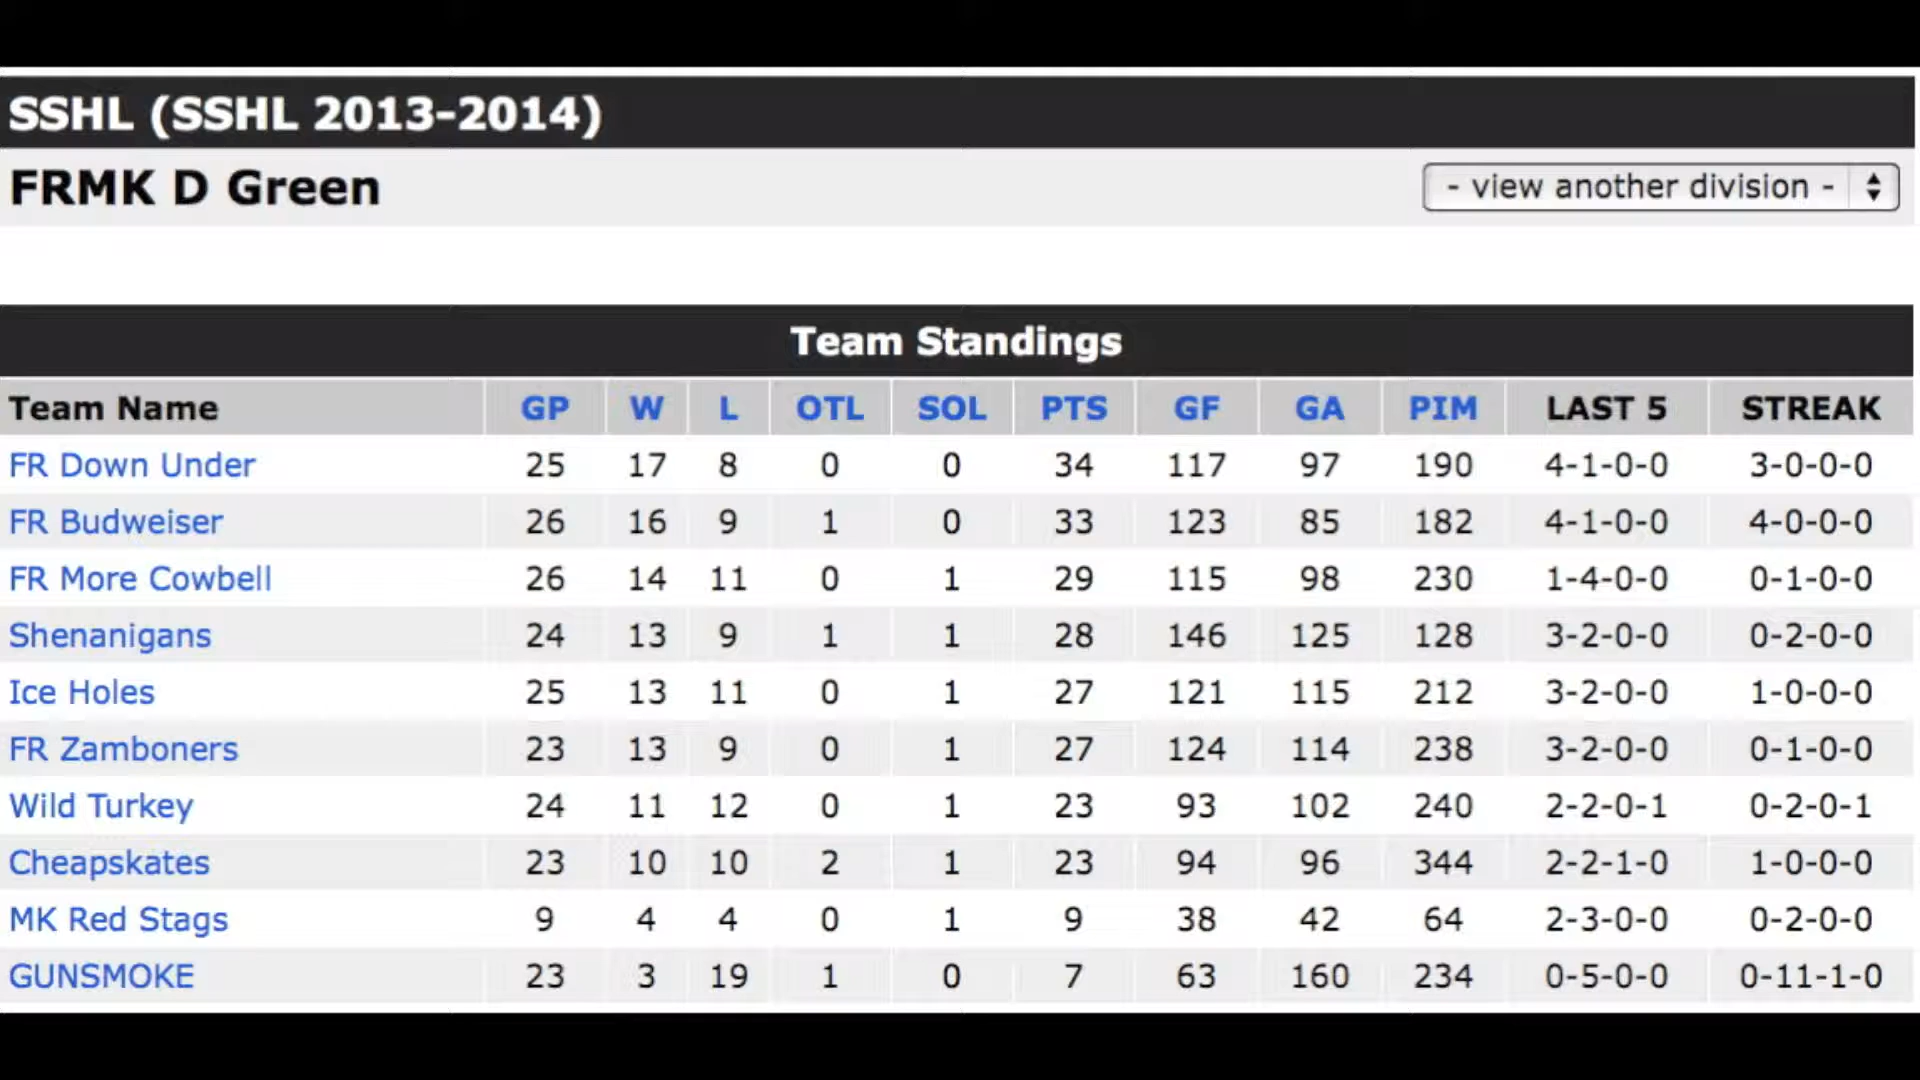 SSHL (SSHL 2013-2014)
FRMK D Green
- view another division -
Team Standings
Team Name GP W L OTL SOL PTS GF GA PIM LAST 5 STREAK
FR Down Under 25 17 8 0 0 34 117 97 190 4-1-0-0 3-0-0-0
FR Budweiser 26 16 9 1 0 33 123 85 182 4-1-0-0 4-0-0-0
FR More Cowbell 26 14 11 0 1 29 115 98 230 1-4-0-0 0-1-0-0
Shenanigans 24 13 9 1 1 28 146 125 128 3-2-0-0 0-2-0-0
Ice Holes 25 13 11 0 1 27 121 115 212 3-2-0-0 1-0-0-0
FR Zamboners 23 13 9 0 1 27 124 114 238 3-2-0-0 0-1-0-0
Wild Turkey 24 11 12 0 1 23 93 102 240 2-2-0-1 0-2-0-1
Cheapskates 23 10 10 2 1 23 94 96 344 2-2-1-0 1-0-0-0
MK Red Stags 9 4 4 0 1 9 38 42 64 2-3-0-0 0-2-0-0
GUNSMOKE 23 3 19 1 0 7 63 160 234 0-5-0-0 0-11-1-0